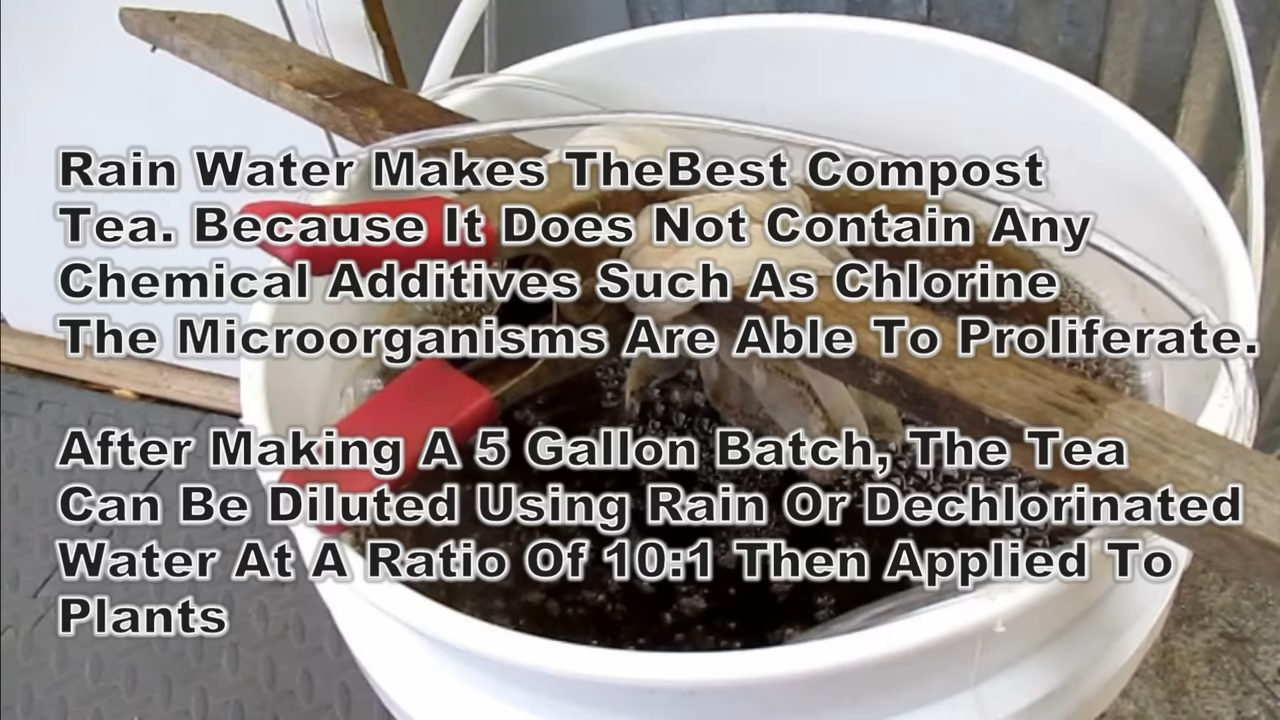 Rain Water Makes TheBest Compost
Tea. Because It Does Not Contain Any
Chemical Additives Such As Chlorine
The Microorganisms Are Able To Proliferate.
After Making A 5 Gallon Batch, The Tea
Can Be Diluted Using Rain Or Dechlorinated
Water At A Ratio Of 10:1 Then Applied To
Plants